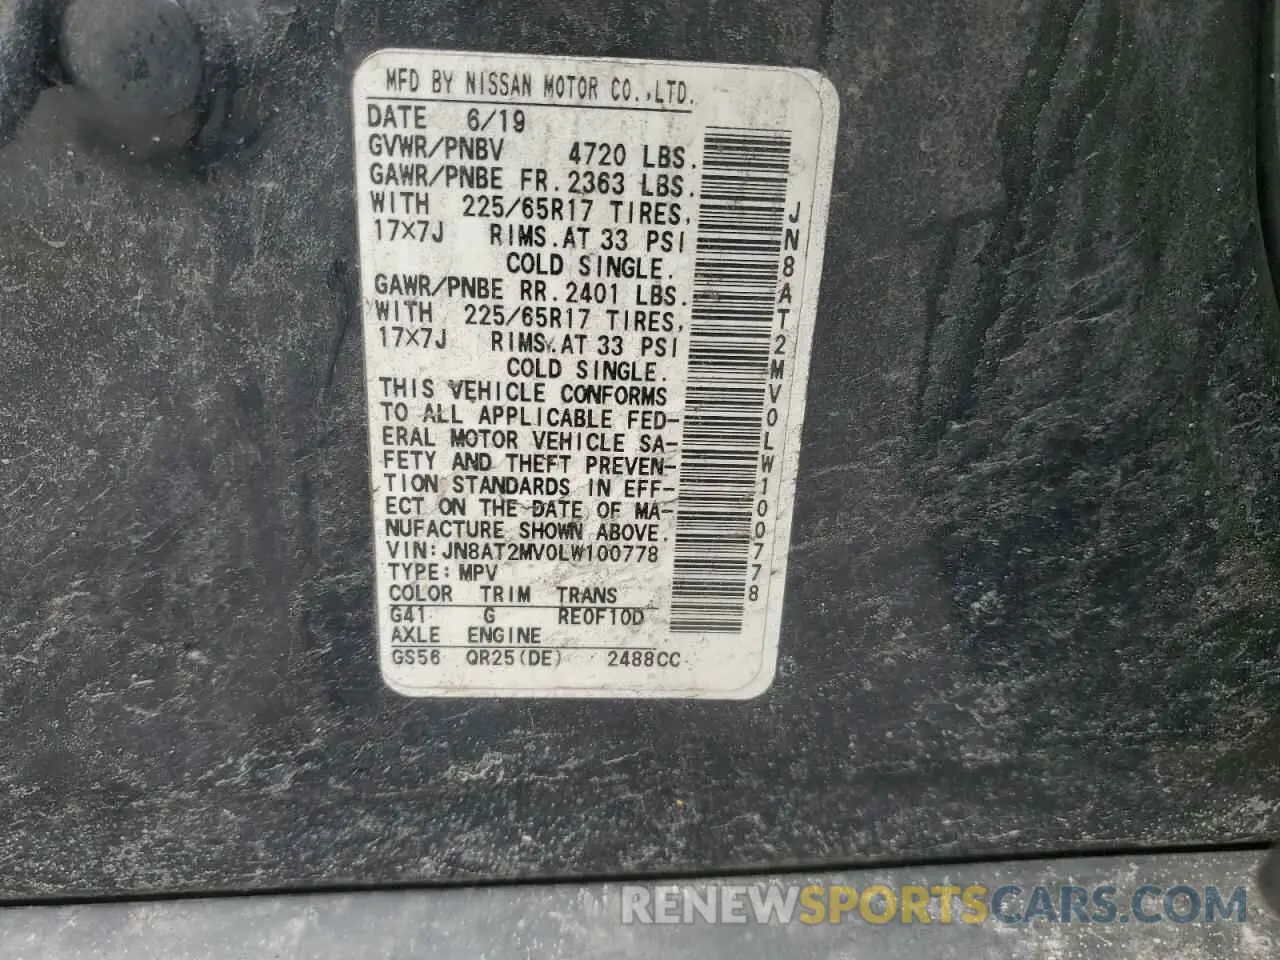 MFD BY NISSAN MOTOR CO.,LTD.
DATE 6/19
GVWR/PNBV 4720 LBS.
GAWR/PNBE FR. 2363 LBS.
WITH 225/65R17 TIRES,
17×7J RIMS. AT 33 PSI
COLD SINGLE.
GAWR/PNBE RR. 2401 LBS.
WITH 225/65R17 TIRES,
17×7J RIMS. AT 33 PSI
COLD SINGLE.
THIS VEHICLE CONFORMS
TO ALL APPLICABLE FED-
ERAL MOTOR VEHICLE SA-
FETY AND THEFT PREVEN-
TION STANDARDS IN EFF-
ECT ON THE DATE OF MA-
NUFACTURE SHOWN ABOVE.
VIN: JN8AT2MV0LW100778
TYPE: MPV
COLOR TRIM TRANS
G41 G RE0F10D
AXLE ENGINE
GS56 QR25(DE) 2488CC
JN8AT2MV0LW100778
RENEWSPORTSCARS.COM